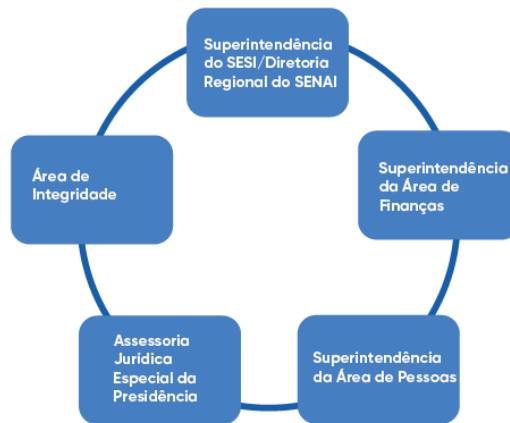 Superintendência
do SESI/Diretoria
Regional do SENAI
Superintendência
da Área de
Finanças
Superintendência
da Área de Pessoas
Assessoria
Jurídica
Especial da
Presidência
Área de
Integridade